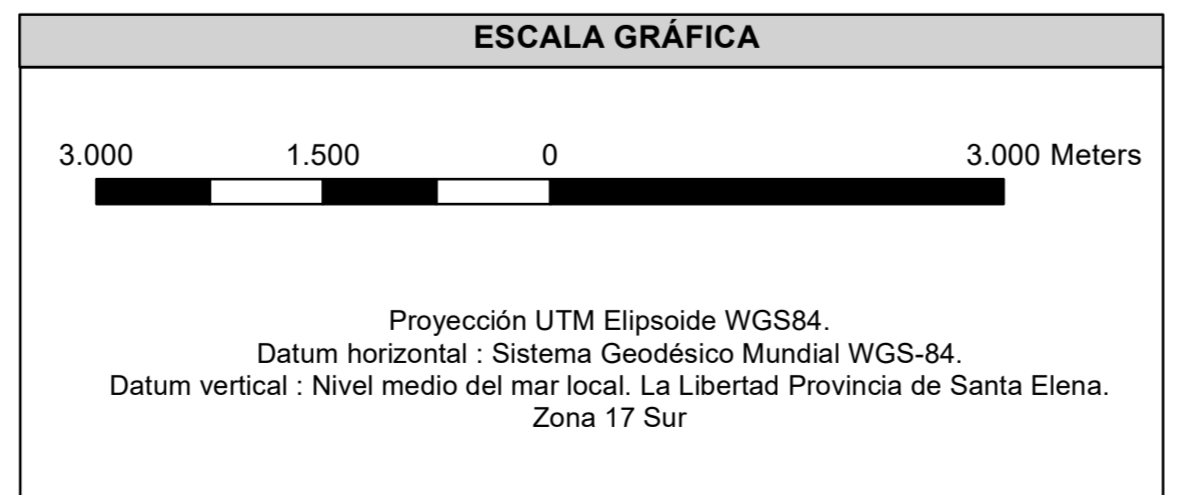 ESCALA GRÁFICA
3.000 1.500 0 3.000 Meters
Proyección UTM Elipsoide WGS84.
Datum horizontal : Sistema Geodésico Mundial WGS-84.
Datum vertical : Nivel medio del mar local. La Libertad Provincia de Santa Elena.
Zona 17 Sur